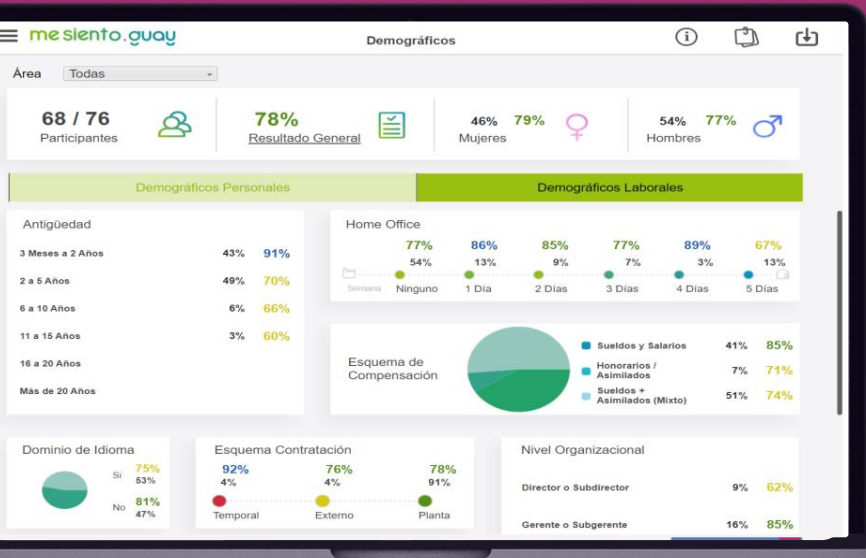 me siento.guay
Demográficos
Área
Todas
68 / 76
Participantes
78%
Resultado General
46% 79%
Mujeres
54% 77%
Hombres
Demográficos Personales
Demográficos Laborales
Antigüedad
3 Meses a 2 Años 43% 91%
2 a 5 Años 49% 70%
6 a 10 Años 6% 66%
11 a 15 Años 3% 60%
16 a 20 Años
Más de 20 Años
Home Office
77% 86% 85% 77% 89% 67%
54% 13% 9% 7% 3% 13%
Semana Ninguno 1 Día 2 Días 3 Días 4 Días 5 Días
Esquema de
Compensación
Sueldos y Salarios 41% 85%
Honorarios /
Asimilados 7% 71%
Sueldos +
Asimilados (Mixto) 51% 74%
Dominio de Idioma
Si 75%
53%
No 81%
47%
Esquema Contratación
92% 76% 78%
4% 4% 91%
Temporal Externo Planta
Nivel Organizacional
Director o Subdirector 9% 62%
Gerente o Subgerente 16% 85%